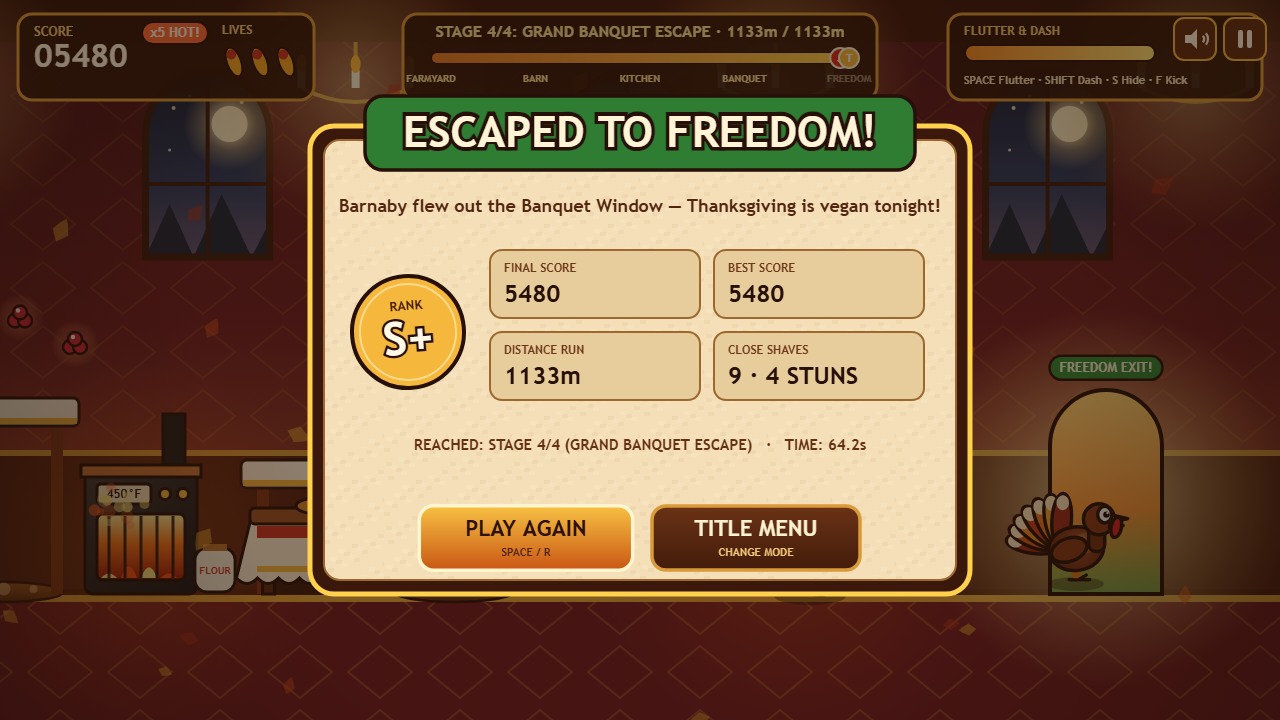 SCORE
05480
x5 HOT!
LIVES
STAGE 4/4: GRAND BANQUET ESCAPE · 1133m / 1133m
T
FARMYARD BARN KITCHEN BANQUET FREEDOM
FLUTTER & DASH
SPACE Flutter · SHIFT Dash · S Hide · F Kick
ESCAPED TO FREEDOM!
Barnaby flew out the Banquet Window — Thanksgiving is vegan tonight!
RANK
S+
FINAL SCORE
5480
BEST SCORE
5480
DISTANCE RUN
1133m
CLOSE SHAVES
9 · 4 STUNS
REACHED: STAGE 4/4 (GRAND BANQUET ESCAPE) · TIME: 64.2s
PLAY AGAIN
SPACE / R
TITLE MENU
CHANGE MODE
FREEDOM EXIT!
450°F
FLOUR